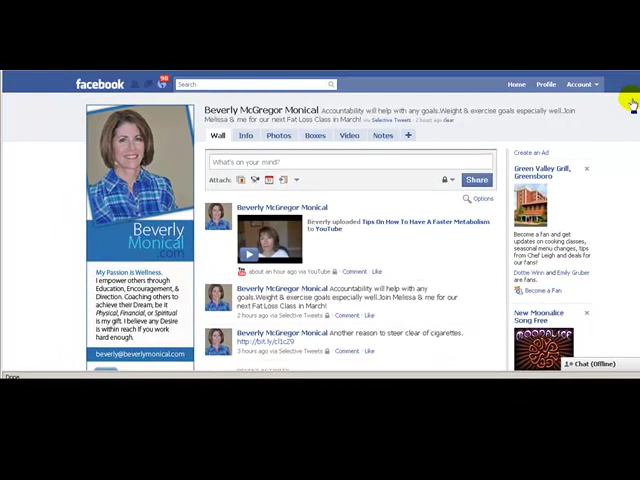 facebook
98
Search
Home Profile Account
Beverly McGregor Monical Accountability will help with any goals.Weight & exercise goals especially well.Join
Melissa & me for our next Fat Loss Class in March! via Selective Tweets 2 hours ago clear
Wall Info Photos Boxes Video Notes +
What's on your mind?
Attach:
Share
Options
Beverly McGregor Monical
Beverly uploaded Tips On How To Have A Faster Metabolism
to YouTube
about an hour ago via YouTube Comment Like
Beverly McGregor Monical Accountability will help with any
goals.Weight & exercise goals especially well.Join Melissa & me for our
next Fat Loss Class in March!
2 hours ago via Selective Tweets Comment Like
Beverly McGregor Monical Another reason to steer clear of cigarettes.
3 hours ago via Selective Tweets Comment Like
Beverly
Monical
.com
My Passion is Wellness.
I empower others through
Education, Encouragement, &
Direction. Coaching others to
achieve their Dream, be it
Physical, Financial, or Spiritual
is my gift. I believe any Desire
is within reach if you work
hard enough.
beverly@beverlymonical.com
Create an Ad
Green Valley Grill,
Greensboro
Become a fan and get
updates on cooking classes,
seasonal menu changes, tips
from Chef Leigh and deals for
our fans!
Dottie Winn and Emily Gruber
are fans.
Become a Fan
New Moonalice
Song Free
MOONALICE
Chat (Offline)
Done